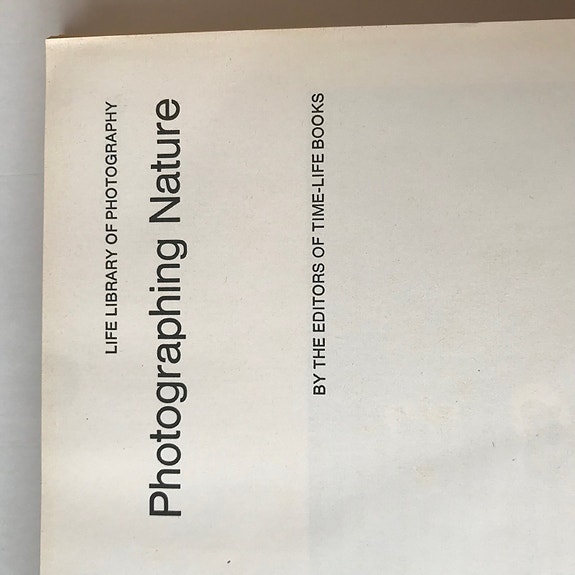 LIFE LIBRARY OF PHOTOGRAPHY
Photographing Nature
BY THE EDITORS OF TIME-LIFE BOOKS